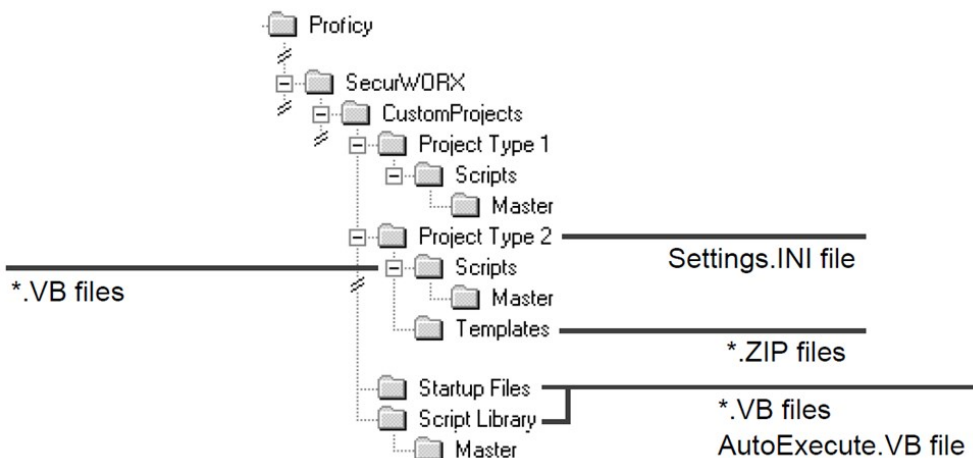 Proficy
SecurWORX
CustomProjects
Project Type 1
Scripts
Master
Project Type 2
Settings.INI file
Scripts
*.VB files
Master
Templates
*.ZIP files
Startup Files
Script Library
*.VB files
Master
AutoExecute.VB file